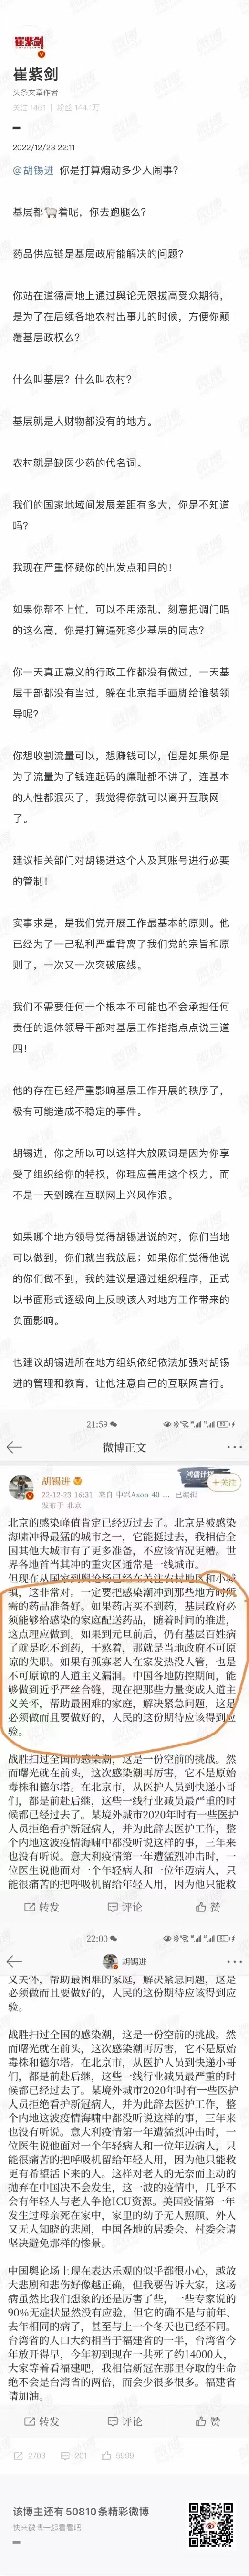 崔紫剑
崔紫剑
头条文章作者
关注 1461 | 粉丝 144.1万
2022/12/23 22:11
@胡锡进 你是打算煽动多少人闹事?
基层都🐑着呢，你去跑腿么?
药品供应链是基层政府能解决的问题?
你站在道德高地上通过舆论无限拔高受众期待，
是为了在后续各地农村出事儿的时候，方便你颠
覆基层政权么?
什么叫基层? 什么叫农村?
基层就是人财物都没有的地方。
农村就是缺医少药的代名词。
我们的国家地域间发展差距有多大，你是不知道
吗?
我现在严重怀疑你的出发点和目的!
如果你帮不上忙，可以不用添乱，刻意把调门唱
的这么高，你是打算逼死多少基层的同志?
你一天真正意义的行政工作都没有做过，一天基
层干部都没有当过，躲在北京指手画脚给谁装领
导呢?
你想收割流量可以，想赚钱可以，但是如果你是
为了流量为了钱连起码的廉耻都不讲了，连基本
的人性都泯灭了，我觉得你就可以离开互联网
了。
建议相关部门对胡锡进这个人及其账号进行必要
的管制!
实事求是，是我们党开展工作最基本的原则。他
已经为了一己私利严重背离了我们党的宗旨和原
则了，一次又一次突破底线。
我们不需要任何一个根本不可能也不会承担任何
责任的退休领导干部对基层工作指指点点说三道
四!
他的存在已经严重影响基层工作开展的秩序了，
极有可能造成不稳定的事件。
胡锡进，你之所以可以这样大放厥词是因为你享
受了组织给你的特权，你理应善用这个权力，而
不是一天到晚在互联网上兴风作浪。
如果哪个地方领导觉得胡锡进说的对，你们当地
可以做到，你们就当我放屁；如果你们觉得他说
的你们做不到，我的建议是通过组织程序，正式
以书面形式逐级向上反映该人对地方工作带来的
负面影响。
也建议胡锡进所在地方组织依纪依法加强对胡锡
进的管理和教育，让他注意自己的互联网言行。
21:59
微博正文
胡锡进
22-12-23 16:31 来自 中兴Axon 40 ... 已编辑
发布于 北京
+关注
北京的感染峰值肯定已经迈过去了。北京是被感染
海啸冲得最猛的城市之一，它能挺过去，我相信全
国其他大城市有了更多准备，不应该情况更糟。世
界各地首当其冲的重灾区通常是一线城市。
城，这非常对。一定要把感染冲到那些地方时所
需的药品准备好。如果药店买不到药，基层政府必
须能够给感染的家庭配送药品，随着时间的推进，
这点理应做到。如果到元旦前后，仍有基层百姓病
了就是吃不到药，干熬着，那就是当地政府不可原
谅的失职。如果有孤寡老人在家发热没人管，也是
不可原谅的人道主义漏洞。中国各地防控期间，能
够做到近乎严丝合缝，现在把那些力量变成人道主
义关怀，帮助最困难的家庭，解决紧急问题，这是
必须做而且要做好的，人民的这份期待应该得到应
验。
战胜扫过全国的感染潮，这是一份空前的挑战。然
而曙光就在前头，这次感染潮再厉害，它不是原始
毒株和德尔塔。在北京市，从医护人员到快递小哥
们，都是前赴后继，这些一线行业减员最严重的时
候都已经过去了。某境外城市2020年时有一些医护
人员拒绝看护新冠病人，并为此辞去医护工作，整
个内地这波疫情海啸中都没听说这样的事，三年来
也没有听说。意大利疫情第一年遭猛烈冲击时，一
位医生说他面对一个年轻病人和一位年迈病人，只
能很痛苦的把呼吸机留给年轻人用，因为他只能救
转发 评论 赞
22:00
胡锡进
义关怀，帮助最困难的家庭，解决紧急问题，这是
必须做而且要做好的，人民的这份期待应该得到应
验。
战胜扫过全国的感染潮，这是一份空前的挑战。然
而曙光就在前头，这次感染潮再厉害，它不是原始
毒株和德尔塔。在北京市，从医护人员到快递小哥
们，都是前赴后继，这些一线行业减员最严重的时
候都已经过去了。某境外城市2020年时有一些医护
人员拒绝看护新冠病人，并为此辞去医护工作，整
个内地这波疫情海啸中都没听说这样的事，三年来
也没有听说。意大利疫情第一年遭猛烈冲击时，一
位医生说他面对一个年轻病人和一位年迈病人，只
能很痛苦的把呼吸机留给年轻人用，因为他只能救
更有希望活下来的人。这样对老人的无奈而主动的
抛弃在中国决不会发生，这一波的疫情中，几乎不
会有年轻人与老人争抢ICU资源。美国疫情第一年
发生过母亲死在家中，家里的幼子无人照顾、外人
又无人知晓的悲剧，中国各地的居委会、村委会请
坚决避免那样的惨景。
中国舆论场上现在表达乐观的似乎都很小心，越放
大悲剧和悲伤好像越正确，但我要告诉大家，这场
病虽然比我们想象的还是厉害了些，一些专家说的
90%无症状显然没有应验，但它的确不是与前年、
去年相同的病了，甚至与上一个冬天也已经不同。
台湾省的人口大约相当于福建省的一半，台湾省今
年放开得早，今年初到现在一共死了约14000人，
大家等着看福建吧，我相信新冠在那里夺取的生命
绝不会是台湾省的两倍，而会少很多很多。福建省
请加油。
转发 评论 赞
2703 201 5999
该博主还有50810条精彩微博
快来微博一起看看吧